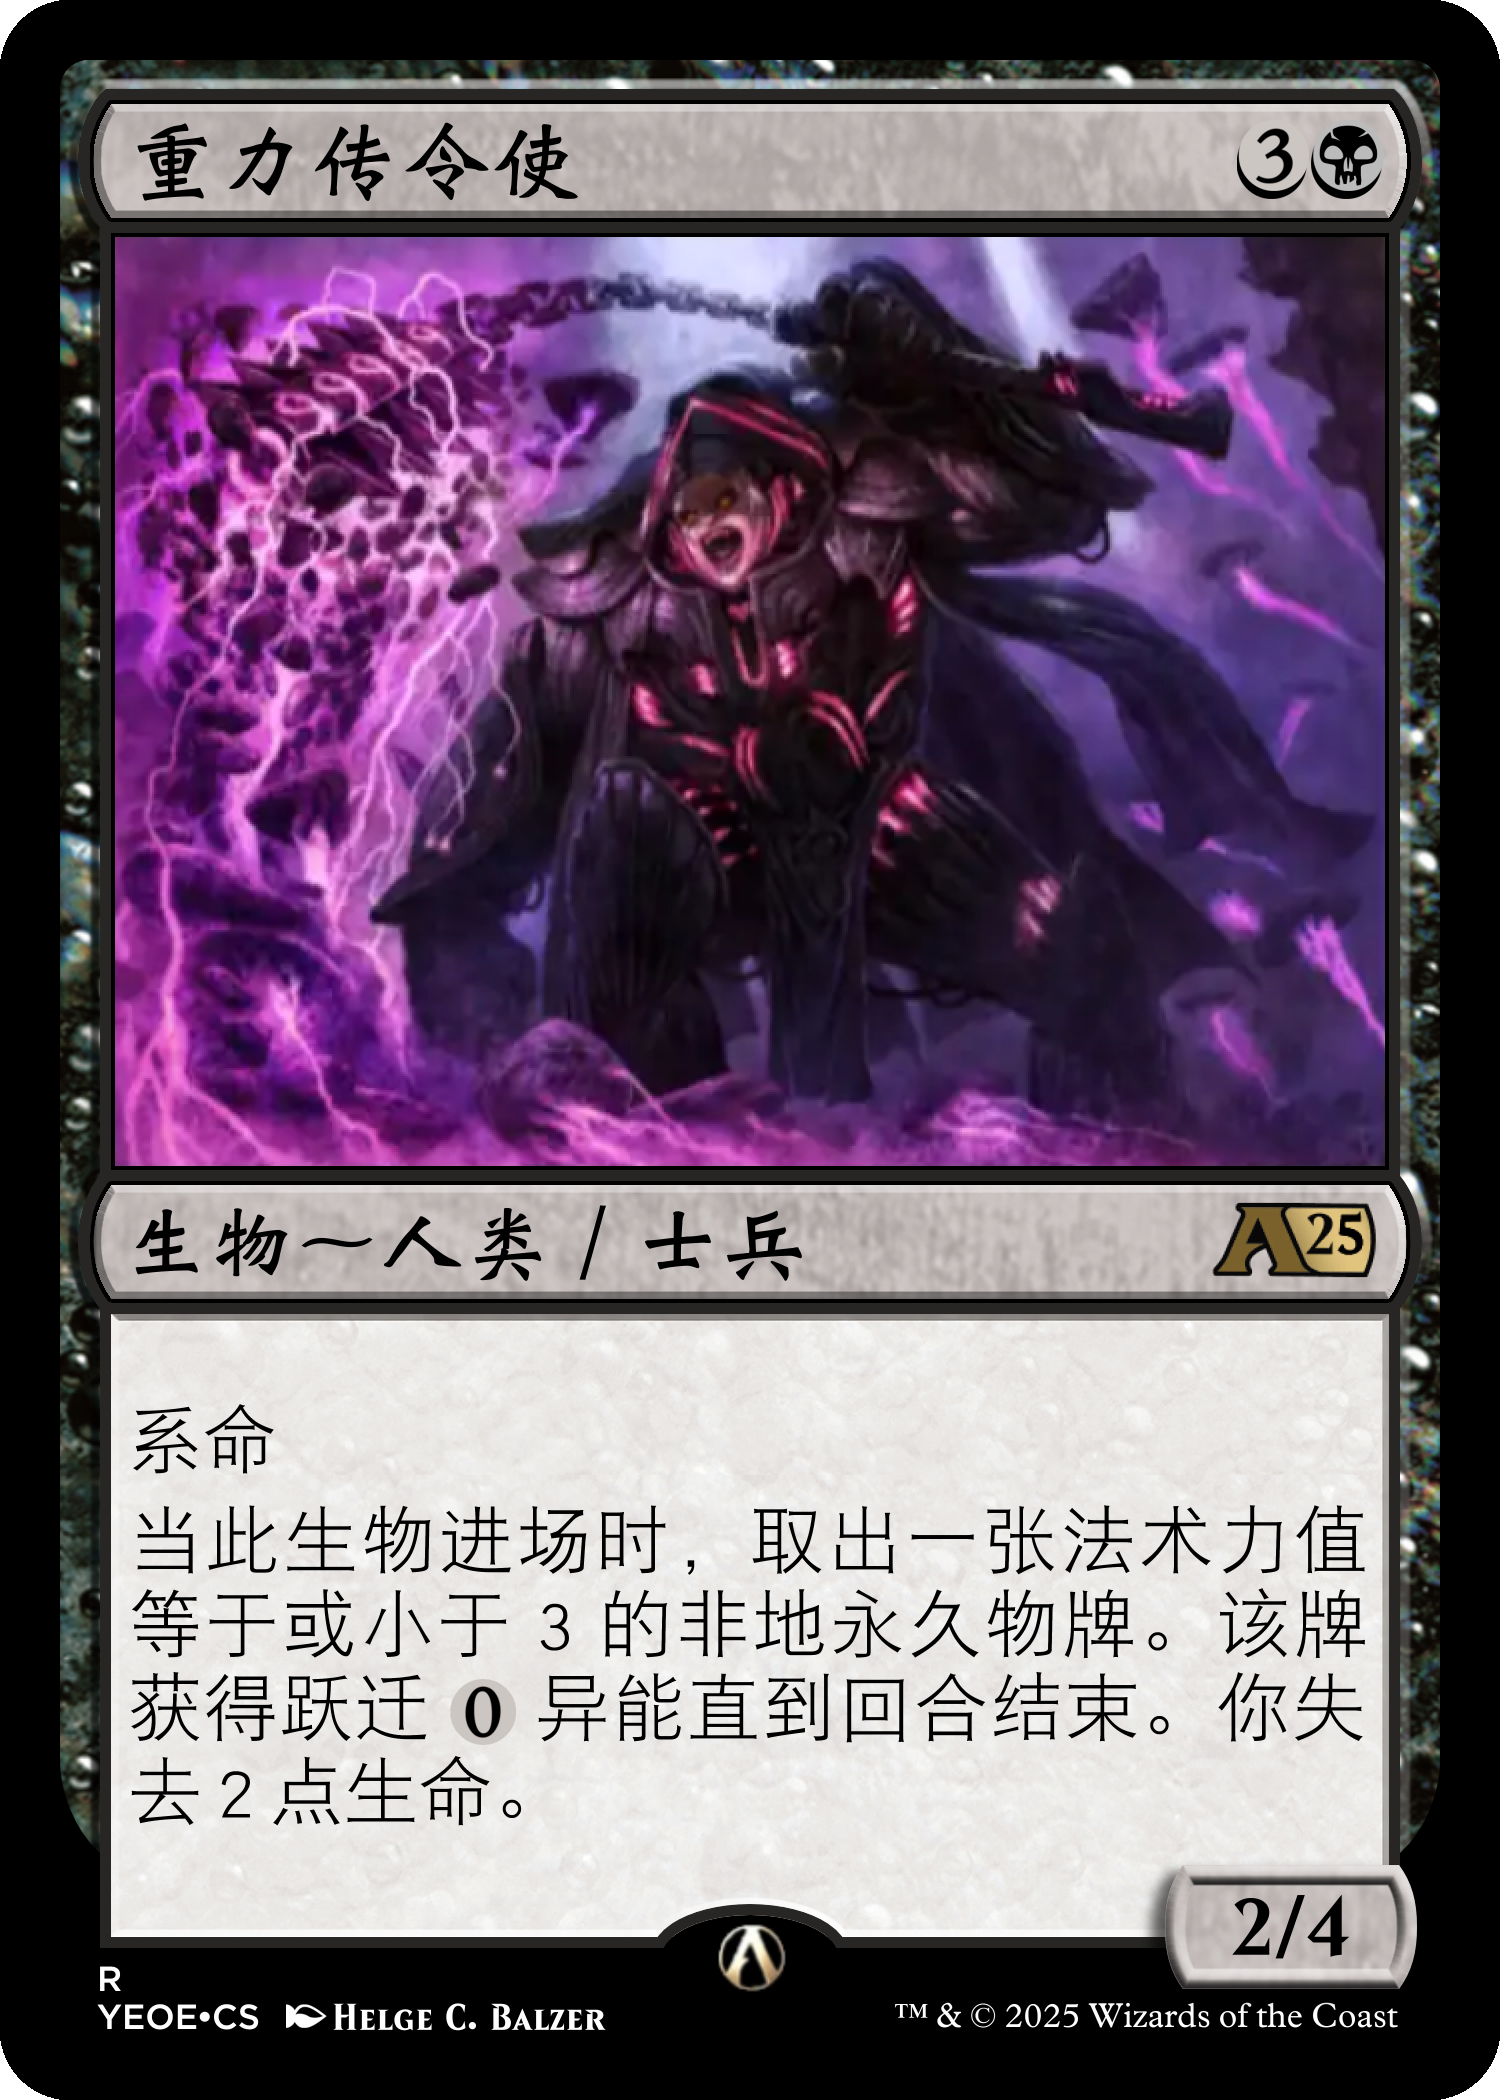 重力传令使 3
生物～人类 / 士兵 A25
系命
当此生物进场时，取出一张法术力值
等于或小于 3 的非地永久物牌。该牌
获得跃迁 0 异能直到回合结束。你失
去 2 点生命。
2/4
R
YEOE•CS HELGE C. BALZER
™ & © 2025 Wizards of the Coast